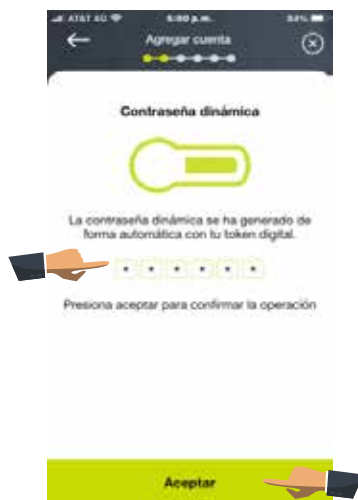 AT&T 4G 5:00 p.m.
Agregar cuenta
Contraseña dinámica
La contraseña dinámica se ha generado de
forma automática con tu token digital.
* * * * * *
Presiona aceptar para confirmar la operación
Aceptar